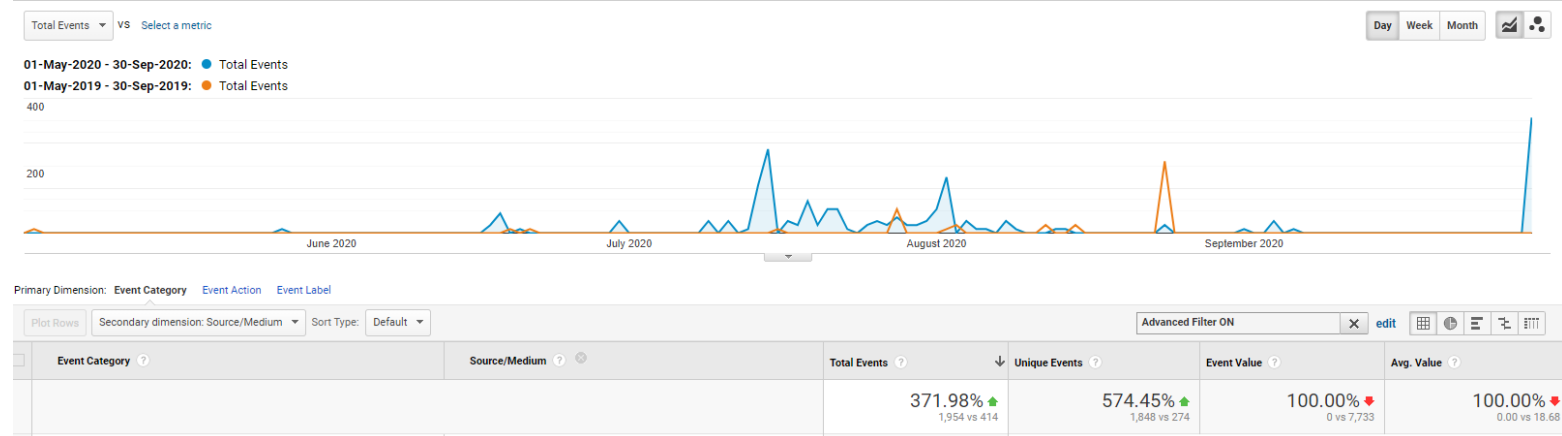 Total Events VS Select a metric Day Week Month
01-May-2020 - 30-Sep-2020: Total Events
01-May-2019 - 30-Sep-2019: Total Events
400
200
June 2020 July 2020 August 2020 September 2020
Primary Dimension: Event Category Event Action Event Label
Plot Rows Secondary dimension: Source/Medium Sort Type: Default Advanced Filter ON edit
Event Category ? Source/Medium ? Total Events ? Unique Events ? Event Value ? Avg. Value ?
371.98% 574.45% 100.00% 100.00%
1,954 vs 414 1,848 vs 274 0 vs 7,733 0.00 vs 18.68